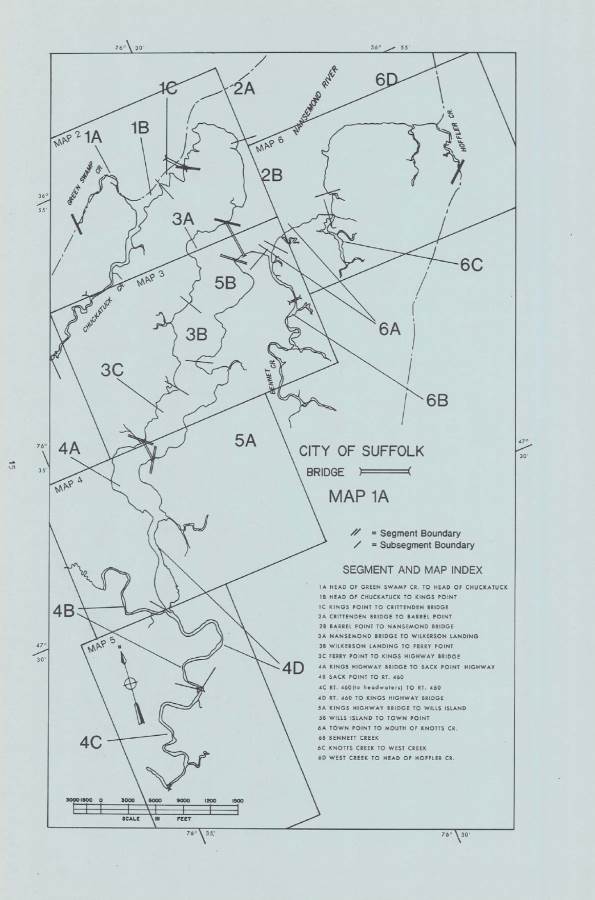 76° 30'
36° 55'
1C
2A
6D
NANSEMOND RIVER
MAP 2
1A
1B
MAP 6
HOFFLER CR.
GREEN SWAMP CR
2B
36°
55'
3A
6C
MAP 3
5B
CHUCKATUCK CR
6A
3B
3C
BENNET CR.
6B
5A
4A
CITY OF SUFFOLK
BRIDGE
MAP 1A
47°
30'
76°
35'
15
MAP 4
= Segment Boundary
= Subsegment Boundary
SEGMENT AND MAP INDEX
1A HEAD OF GREEN SWAMP CR. TO HEAD OF CHUCKATUCK
1B HEAD OF CHUCKATUCK TO KINGS POINT
1C KINGS POINT TO CRITTENDEN BRIDGE
2A CRITTENDEN BRIDGE TO BARREL POINT
2B BARREL POINT TO NANSEMOND BRIDGE
3A NANSEMOND BRIDGE TO WILKERSON LANDING
3B WILKERSON LANDING TO FERRY POINT
3C FERRY POINT TO KINGS HIGHWAY BRIDGE
4A KINGS HIGHWAY BRIDGE TO SACK POINT HIGHWAY
4B SACK POINT TO RT. 460
4C RT. 460 (to headwaters) TO RT. 460
4D RT. 460 TO KINGS HIGHWAY BRIDGE
5A KINGS HIGHWAY BRIDGE TO WILLS ISLAND
5B WILLS ISLAND TO TOWN POINT
6A TOWN POINT TO MOUTH OF KNOTTS CR.
6B BENNETT CREEK
6C KNOTTS CREEK TO WEST CREEK
6D WEST CREEK TO HEAD OF HOFFLER CR.
4B
MAP 5
47°
30'
4D
4C
3000 1500 0 3000 6000 9000 1200 1500
SCALE IN FEET
76° 35'
76° 30'